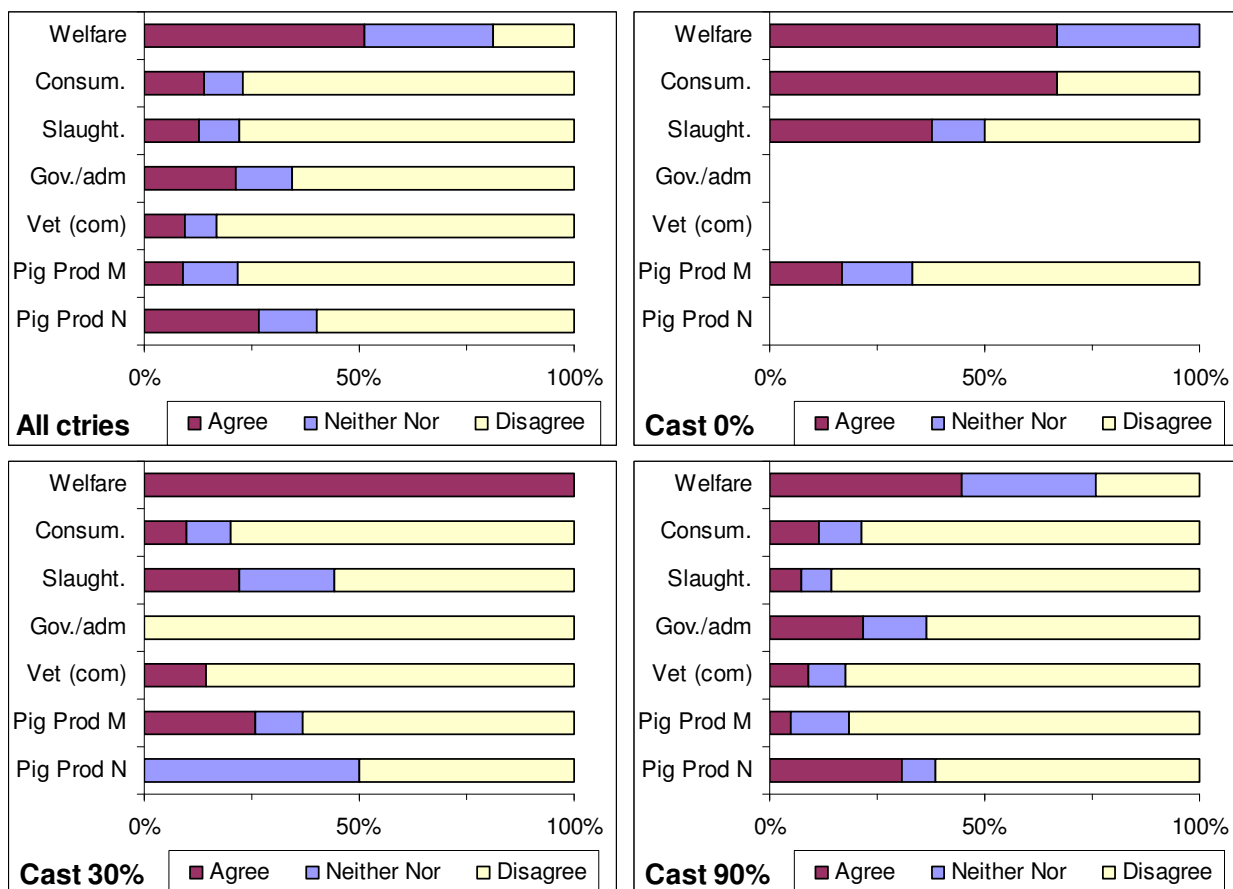 Welfare
Consum.
Slaught.
Gov./adm
Vet (com)
Pig Prod M
Pig Prod N
0% 50% 100%
All ctries Agree Neither Nor Disagree
Welfare
Consum.
Slaught.
Gov./adm
Vet (com)
Pig Prod M
Pig Prod N
0% 50% 100%
Cast 0% Agree Neither Nor Disagree
Welfare
Consum.
Slaught.
Gov./adm
Vet (com)
Pig Prod M
Pig Prod N
0% 50% 100%
Cast 30% Agree Neither Nor Disagree
Welfare
Consum.
Slaught.
Gov./adm
Vet (com)
Pig Prod M
Pig Prod N
0% 50% 100%
Cast 90% Agree Neither Nor Disagree